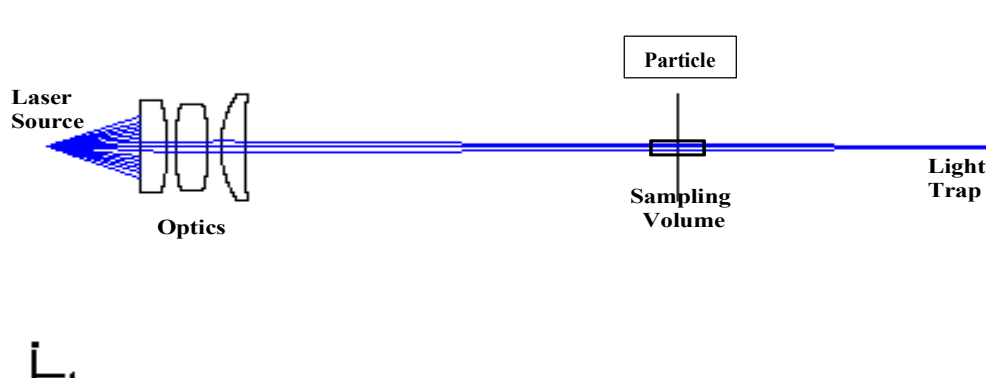 Particle
Laser
Source
Light
Trap
Sampling
Volume
Optics